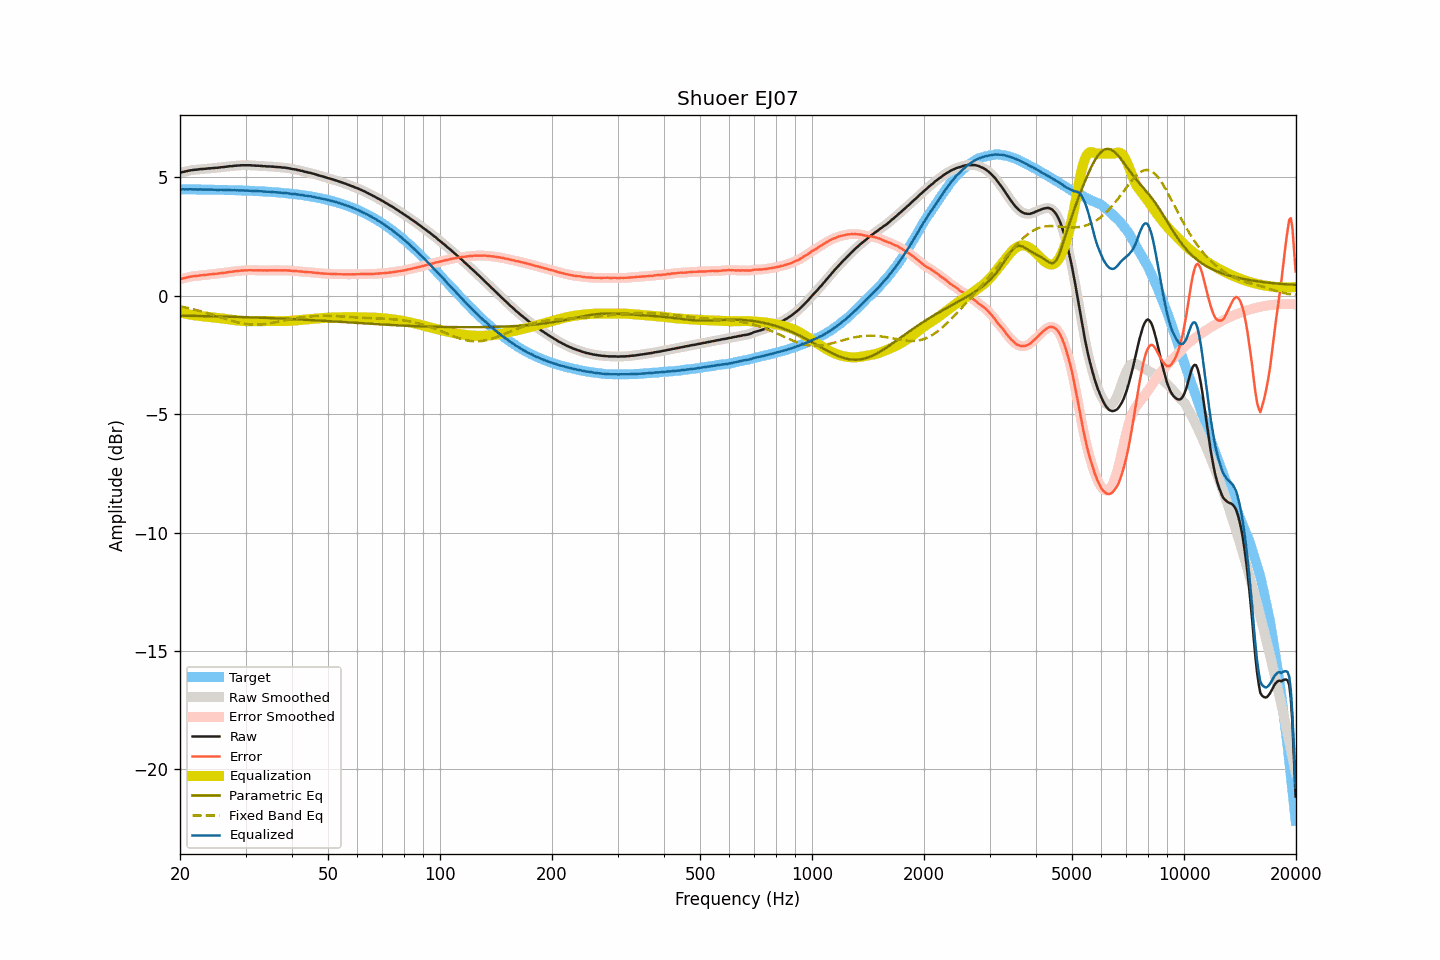 Shuoer EJ07
Amplitude (dBr)
5
0
−5
−10
−15
−20
Target
Raw Smoothed
Error Smoothed
Raw
Error
Equalization
Parametric Eq
Fixed Band Eq
Equalized
20 50 100 200 500 1000 2000 5000 10000 20000
Frequency (Hz)